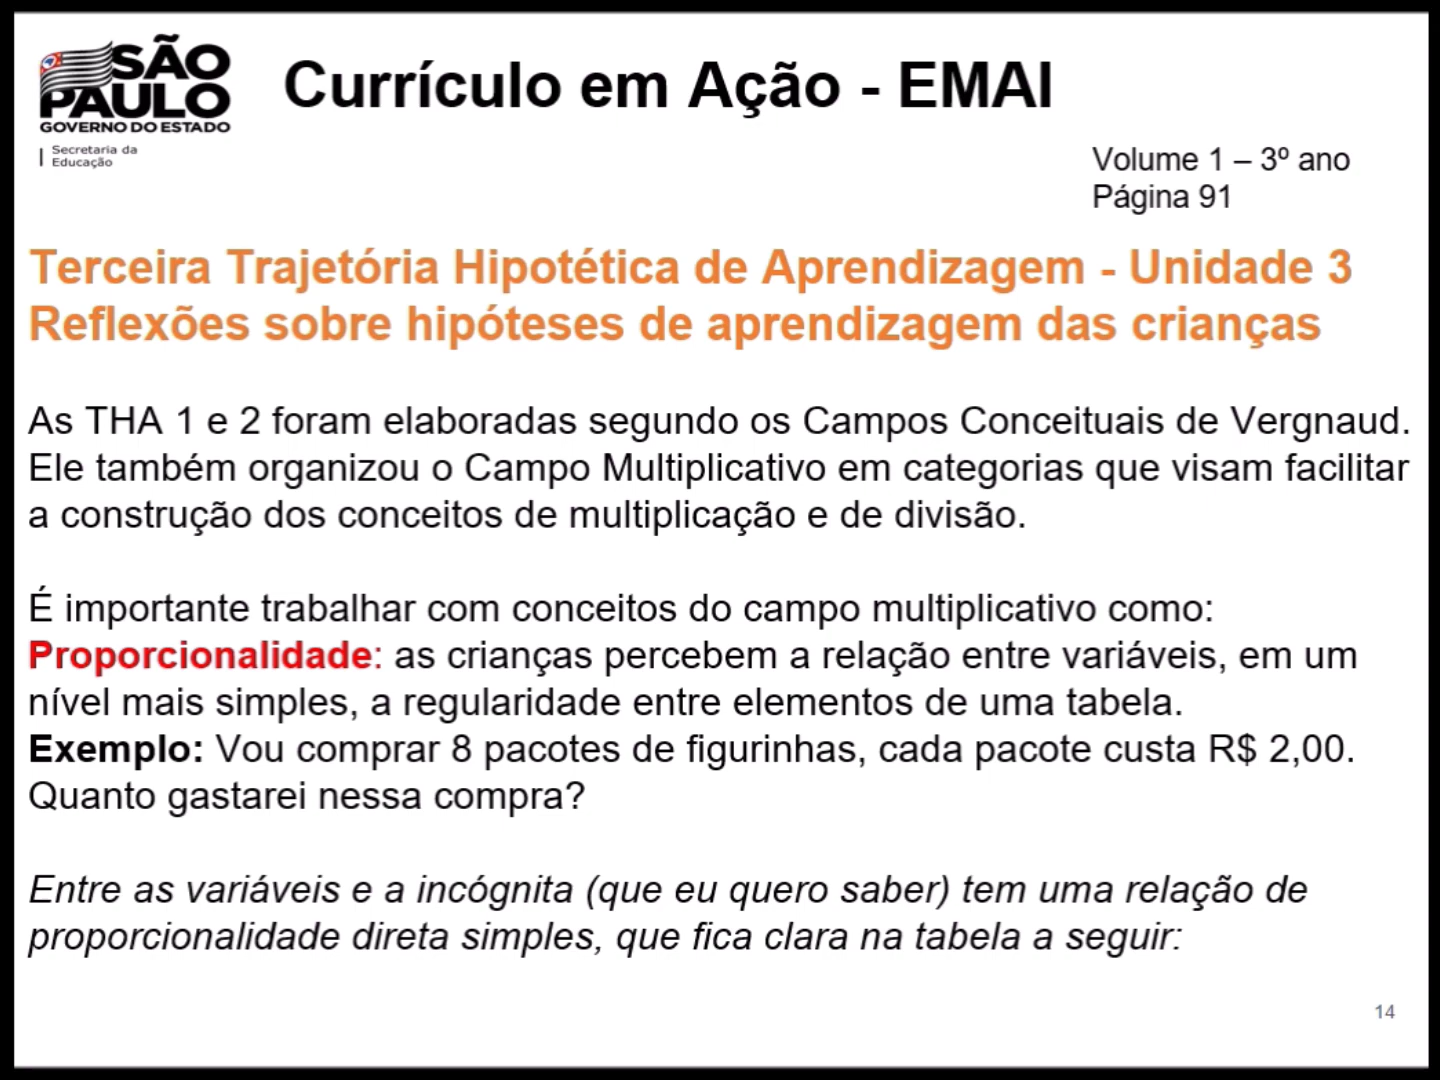 SÃO
PAULO
GOVERNO DO ESTADO
Secretaria da
Educação
Currículo em Ação - EMAI
Volume 1 – 3º ano
Página 91
Terceira Trajetória Hipotética de Aprendizagem - Unidade 3
Reflexões sobre hipóteses de aprendizagem das crianças
As THA 1 e 2 foram elaboradas segundo os Campos Conceituais de Vergnaud.
Ele também organizou o Campo Multiplicativo em categorias que visam facilitar
a construção dos conceitos de multiplicação e de divisão.
É importante trabalhar com conceitos do campo multiplicativo como:
Proporcionalidade: as crianças percebem a relação entre variáveis, em um
nível mais simples, a regularidade entre elementos de uma tabela.
Exemplo: Vou comprar 8 pacotes de figurinhas, cada pacote custa R$ 2,00.
Quanto gastarei nessa compra?
Entre as variáveis e a incógnita (que eu quero saber) tem uma relação de
proporcionalidade direta simples, que fica clara na tabela a seguir:
14